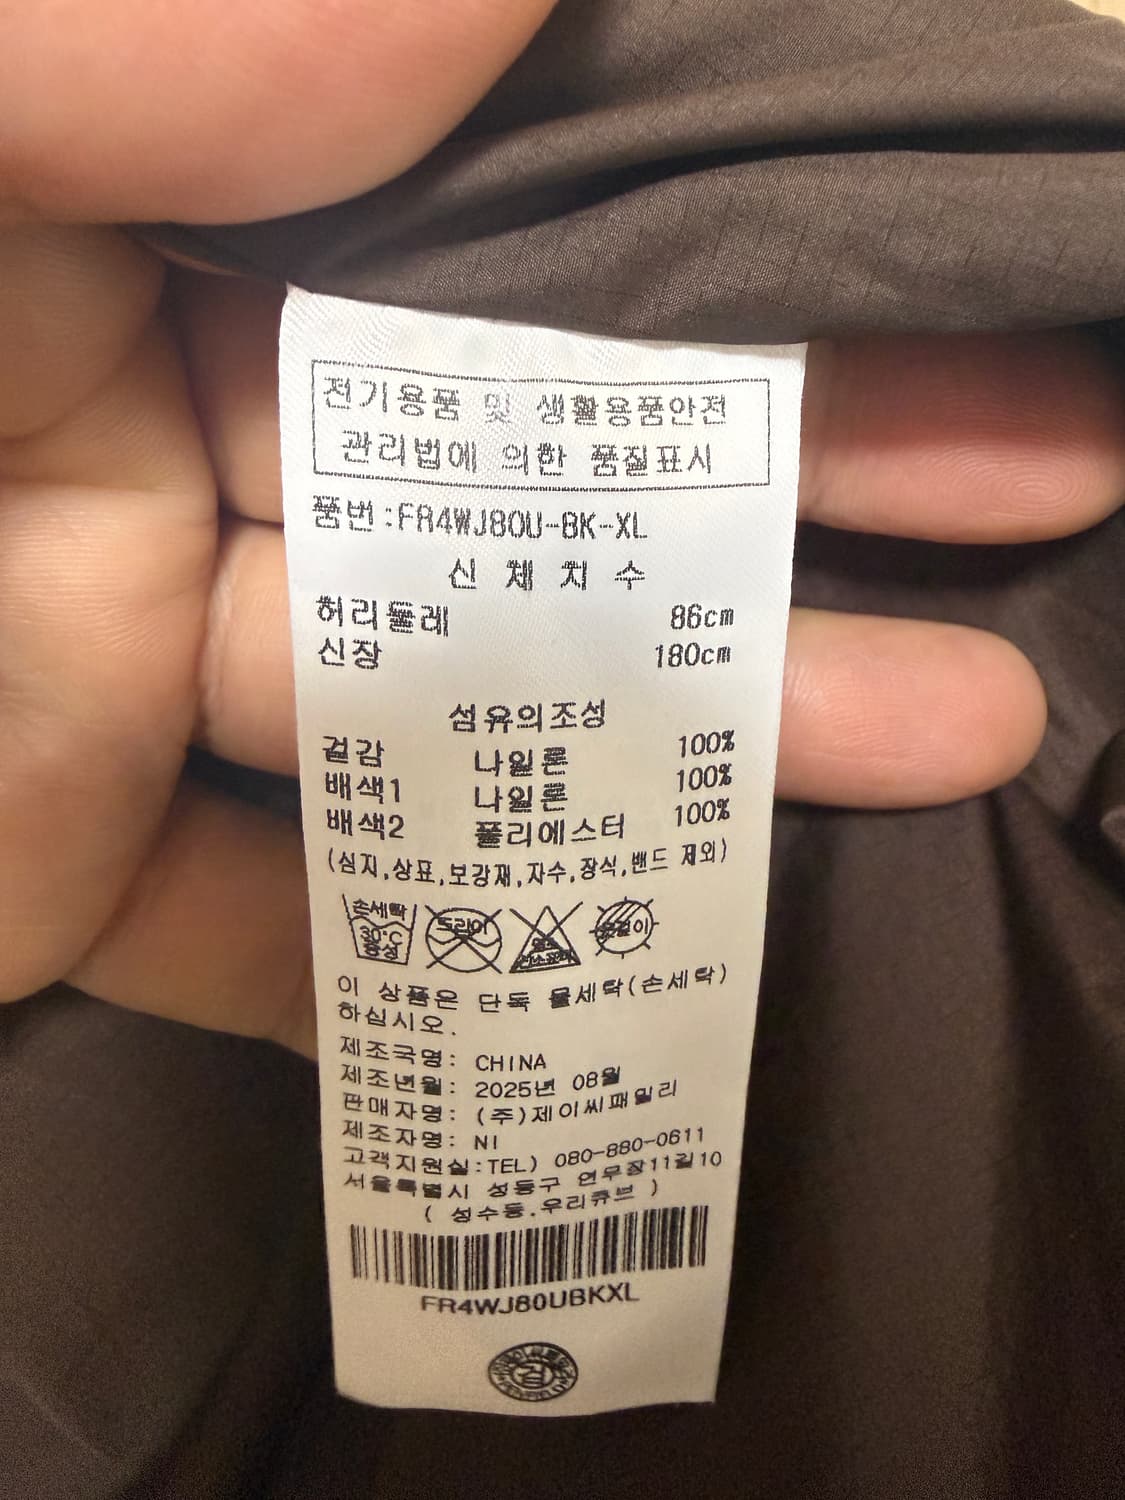 전기용품 및 생활용품안전
관리법에 의한 품질표시
품번:FR4WJ80U-BK-XL
신 체 치 수
허리둘레 86cm
신장 180cm
섬유의조성
겉감 나일론 100%
배색1 나일론 100%
배색2 폴리에스터 100%
(심지,상표,보강재,자수,장식,밴드 제외)
손세탁 드라이
30°C 옷걸이
중성
이 상품은 단독 물세탁(손세탁)
하십시오.
제조국명: CHINA
제조년월: 2025년 08월
판매자명: (주)제이씨패밀리
제조자명: NI
고객지원실:TEL) 080-880-0611
서울특별시 성동구 연무장11길10
( 성수동.우리큐브 )
FR4WJ80UBKXL
검